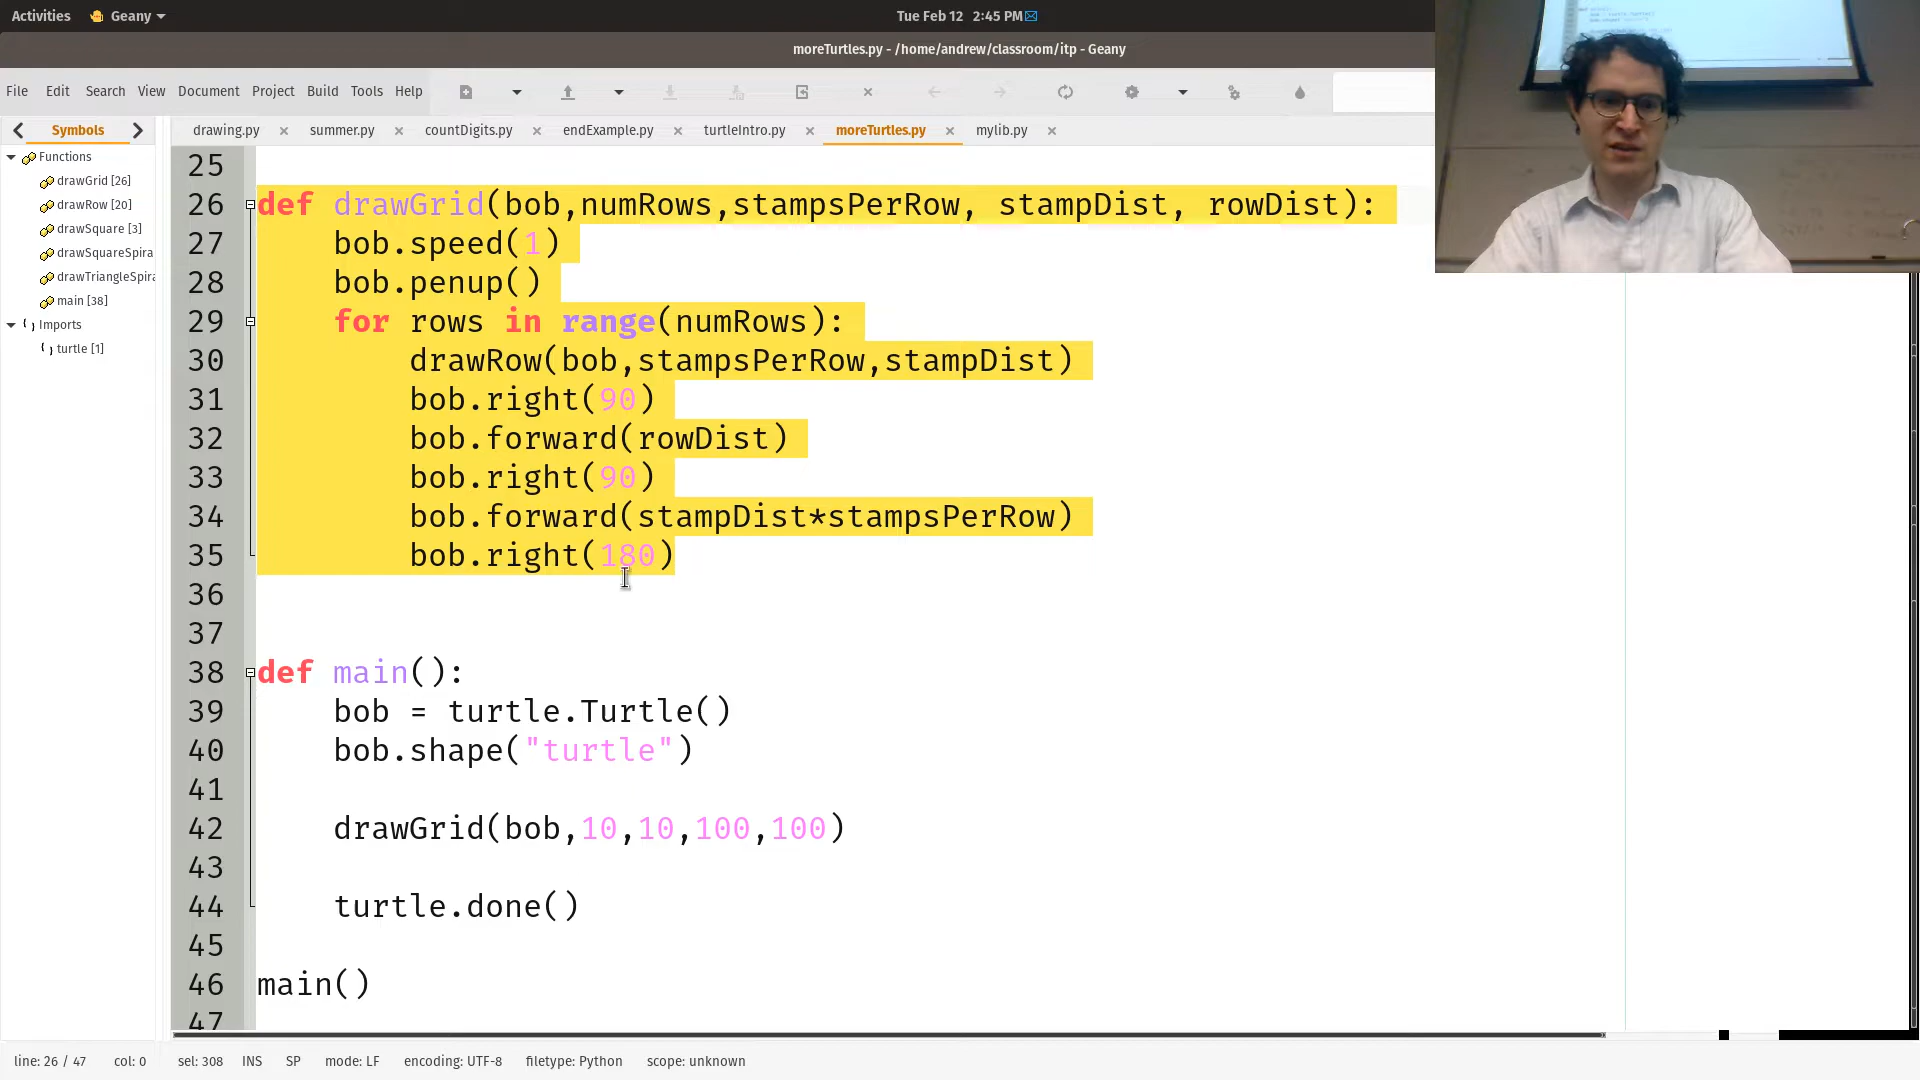 Activities Geany Tue Feb 12 2:45 PM
moreTurtles.py - /home/andrew/classroom/itp - Geany
File Edit Search View Document Project Build Tools Help
Symbols drawing.py summer.py countDigits.py endExample.py turtleIntro.py moreTurtles.py mylib.py
Functions
drawGrid [26]
drawRow [20]
drawSquare [3]
drawSquareSpira
drawTriangleSpira
main [38]
Imports
turtle [1]
25
26 def drawGrid(bob,numRows,stampsPerRow, stampDist, rowDist):
27 bob.speed(1)
28 bob.penup()
29 for rows in range(numRows):
30 drawRow(bob,stampsPerRow,stampDist)
31 bob.right(90)
32 bob.forward(rowDist)
33 bob.right(90)
34 bob.forward(stampDist*stampsPerRow)
35 bob.right(180)
36
37
38 def main():
39 bob = turtle.Turtle()
40 bob.shape("turtle")
41
42 drawGrid(bob,10,10,100,100)
43
44 turtle.done()
45
46 main()
47
line: 26 / 47 col: 0 sel: 308 INS SP mode: LF encoding: UTF-8 filetype: Python scope: unknown